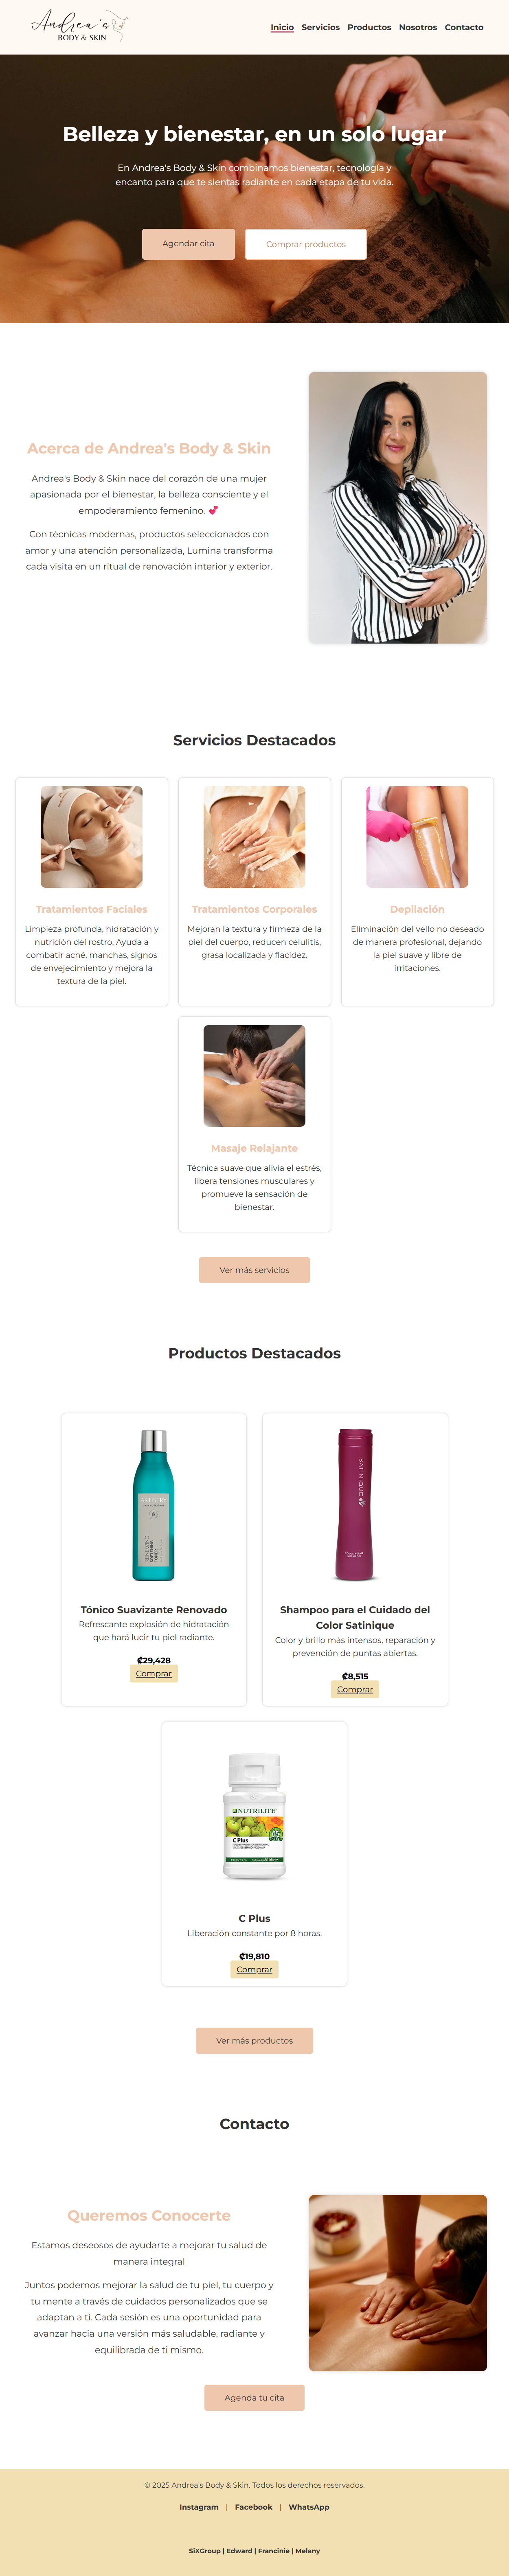 Andrea's
BODY & SKIN
Inicio Servicios Productos Nosotros Contacto
Belleza y bienestar, en un solo lugar
En Andrea's Body & Skin combinamos bienestar, tecnología y
encanto para que te sientas radiante en cada etapa de tu vida.
Agendar cita Comprar productos
Acerca de Andrea's Body & Skin
Andrea's Body & Skin nace del corazón de una mujer
apasionada por el bienestar, la belleza consciente y el
empoderamiento femenino. 💕
Con técnicas modernas, productos seleccionados con
amor y una atención personalizada, Lumina transforma
cada visita en un ritual de renovación interior y exterior.
Servicios Destacados
Tratamientos Faciales
Limpieza profunda, hidratación y
nutrición del rostro. Ayuda a
combatir acné, manchas, signos
de envejecimiento y mejora la
textura de la piel.
Tratamientos Corporales
Mejoran la textura y firmeza de la
piel del cuerpo, reducen celulitis,
grasa localizada y flacidez.
Depilación
Eliminación del vello no deseado
de manera profesional, dejando
la piel suave y libre de
irritaciones.
Masaje Relajante
Técnica suave que alivia el estrés,
libera tensiones musculares y
promueve la sensación de
bienestar.
Ver más servicios
Productos Destacados
ARTISTRY
RENEWING
SOFTENING
TONER
Tónico Suavizante Renovado
Refrescante explosión de hidratación
que hará lucir tu piel radiante.
₡29,428
Comprar
SATINIQUE
Shampoo para el Cuidado del
Color Satinique
Color y brillo más intensos, reparación y
prevención de puntas abiertas.
₡8,515
Comprar
NUTRILITE
C Plus
C Plus
Liberación constante por 8 horas.
₡19,810
Comprar
Ver más productos
Contacto
Queremos Conocerte
Estamos deseosos de ayudarte a mejorar tu salud de
manera integral
Juntos podemos mejorar la salud de tu piel, tu cuerpo y
tu mente a través de cuidados personalizados que se
adaptan a ti. Cada sesión es una oportunidad para
avanzar hacia una versión más saludable, radiante y
equilibrada de ti mismo.
Agenda tu cita
© 2025 Andrea's Body & Skin. Todos los derechos reservados.
Instagram | Facebook | WhatsApp
SiXGroup | Edward | Francinie | Melany